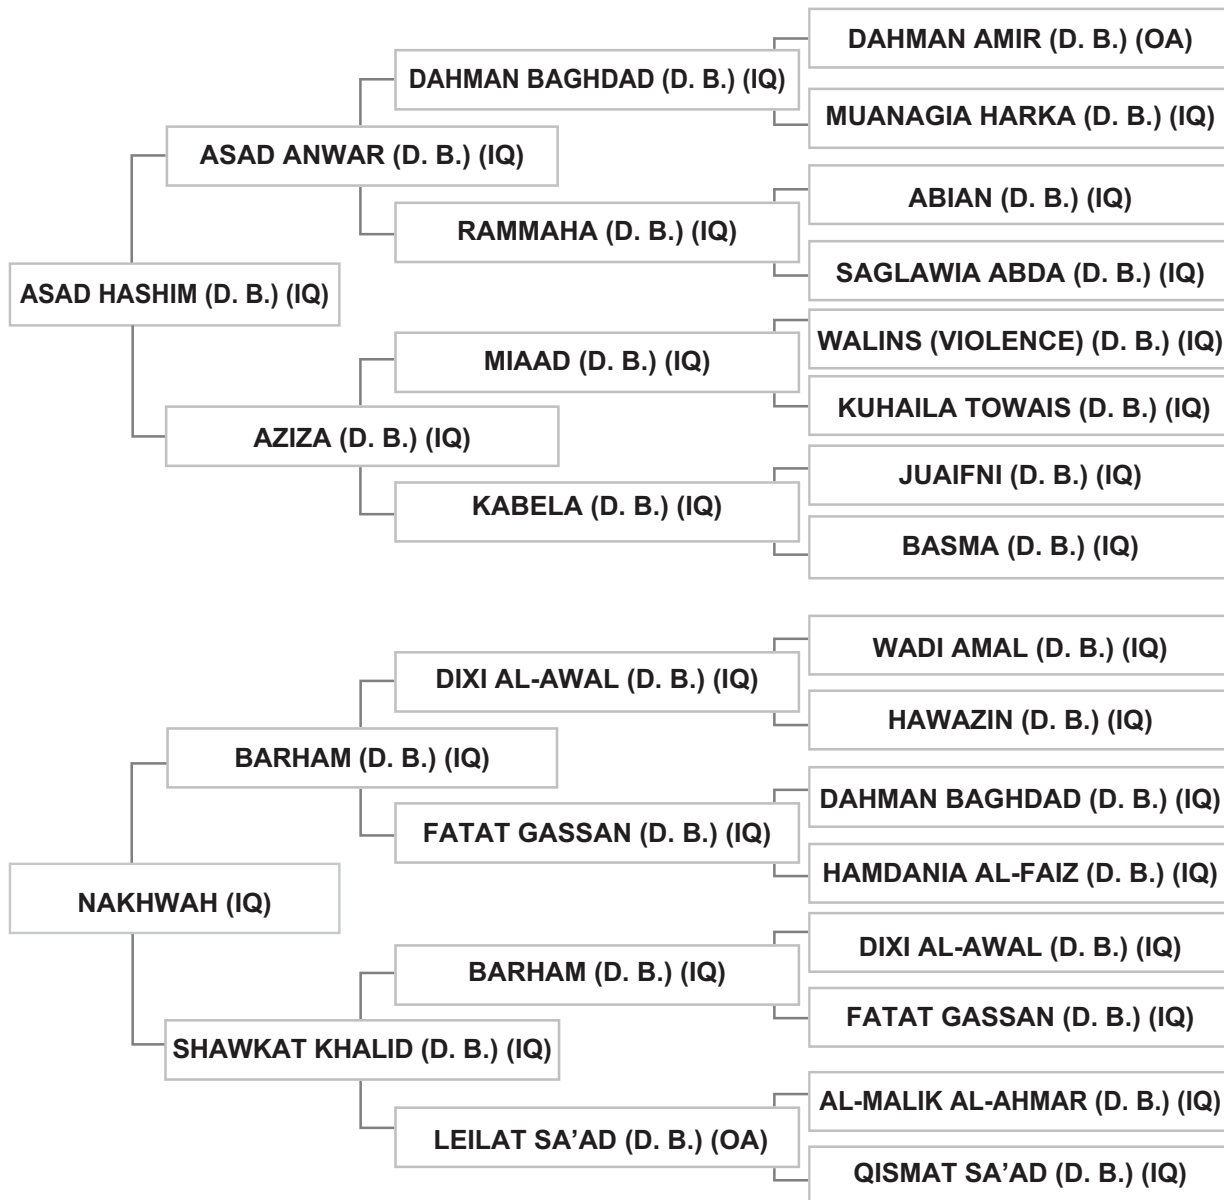 DAHMAN AMIR (D. B.) (OA)
DAHMAN BAGHDAD (D. B.) (IQ)
MUANAGIA HARKA (D. B.) (IQ)
ASAD ANWAR (D. B.) (IQ)
ABIAN (D. B.) (IQ)
RAMMAHA (D. B.) (IQ)
SAGLAWIA ABDA (D. B.) (IQ)
ASAD HASHIM (D. B.) (IQ)
WALINS (VIOLENCE) (D. B.) (IQ)
MIAAD (D. B.) (IQ)
KUHAILA TOWAIS (D. B.) (IQ)
AZIZA (D. B.) (IQ)
JUAIFNI (D. B.) (IQ)
KABELA (D. B.) (IQ)
BASMA (D. B.) (IQ)
WADI AMAL (D. B.) (IQ)
DIXI AL-AWAL (D. B.) (IQ)
HAWAZIN (D. B.) (IQ)
BARHAM (D. B.) (IQ)
DAHMAN BAGHDAD (D. B.) (IQ)
FATAT GASSAN (D. B.) (IQ)
HAMDANIA AL-FAIZ (D. B.) (IQ)
NAKHWAH (IQ)
DIXI AL-AWAL (D. B.) (IQ)
BARHAM (D. B.) (IQ)
FATAT GASSAN (D. B.) (IQ)
SHAWKAT KHALID (D. B.) (IQ)
AL-MALIK AL-AHMAR (D. B.) (IQ)
LEILAT SA’AD (D. B.) (OA)
QISMAT SA’AD (D. B.) (IQ)